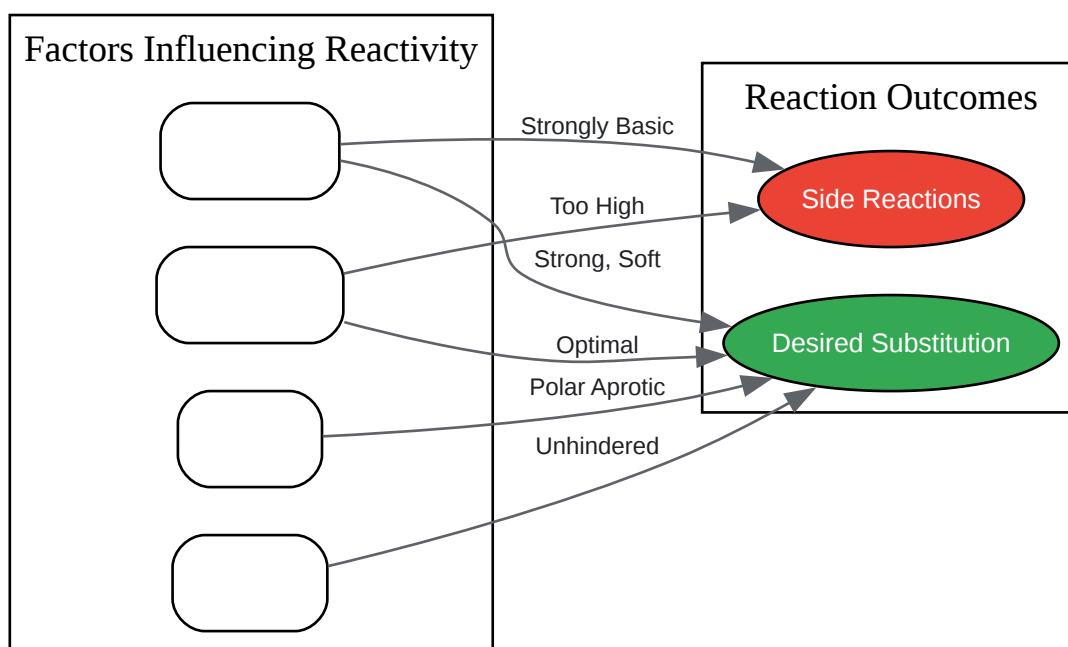 Factors Influencing Reactivity
Reaction Outcomes
Strongly Basic
Side Reactions
Too High
Strong, Soft
Optimal
Desired Substitution
Polar Aprotic
Unhindered